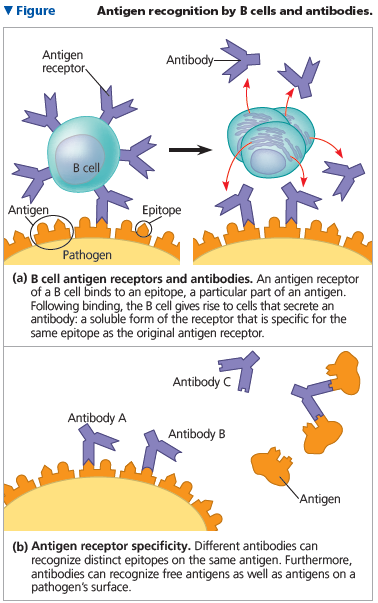 ▼ Figure Antigen recognition by B cells and antibodies.
Antigen
receptor
Antibody
B cell
Antigen
Epitope
Pathogen
(a) B cell antigen receptors and antibodies. An antigen receptor
of a B cell binds to an epitope, a particular part of an antigen.
Following binding, the B cell gives rise to cells that secrete an
antibody: a soluble form of the receptor that is specific for the
same epitope as the original antigen receptor.
Antibody C
Antibody A
Antibody B
Antigen
(b) Antigen receptor specificity. Different antibodies can
recognize distinct epitopes on the same antigen. Furthermore,
antibodies can recognize free antigens as well as antigens on a
pathogen's surface.